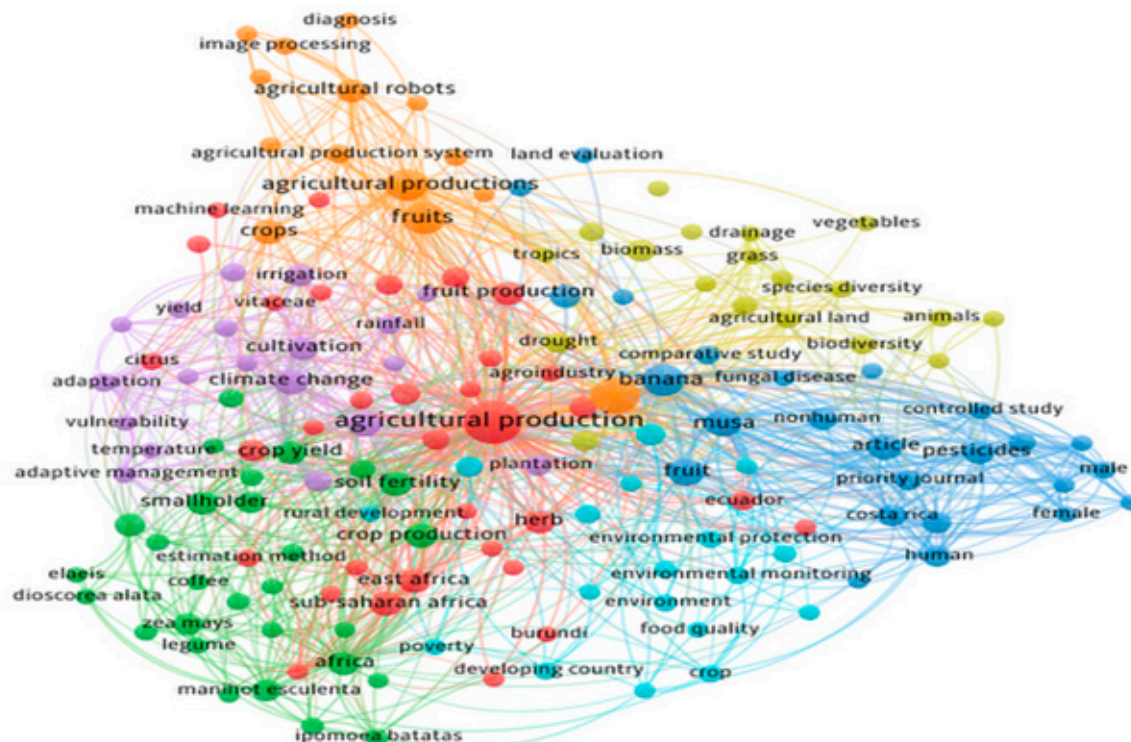 diagnosis
image processing
agricultural robots
agricultural production system
land evaluation
agricultural productions
machine learning
fruits
vegetables
crops
drainage
tropics
biomass
grass
irrigation
fruit production
species diversity
yield
vitaceae
rainfall
agricultural land
animals
drought
cultivation
comparative study
biodiversity
citrus
agroindustry
adaptation
climate change
banana
fungal disease
vulnerability
agricultural production
musa
nonhuman
controlled study
temperature
crop yield
article
pesticides
adaptive management
plantation
fruit
male
soil fertility
priority journal
smallholder
ecuador
rural development
herb
costa rica
female
crop production
environmental protection
estimation method
human
elaeis
coffee
east africa
environmental monitoring
dioscorea alata
sub-saharan africa
environment
zea mays
burundi
food quality
legume
poverty
africa
developing country
crop
manihot esculenta
ipomoea batatas